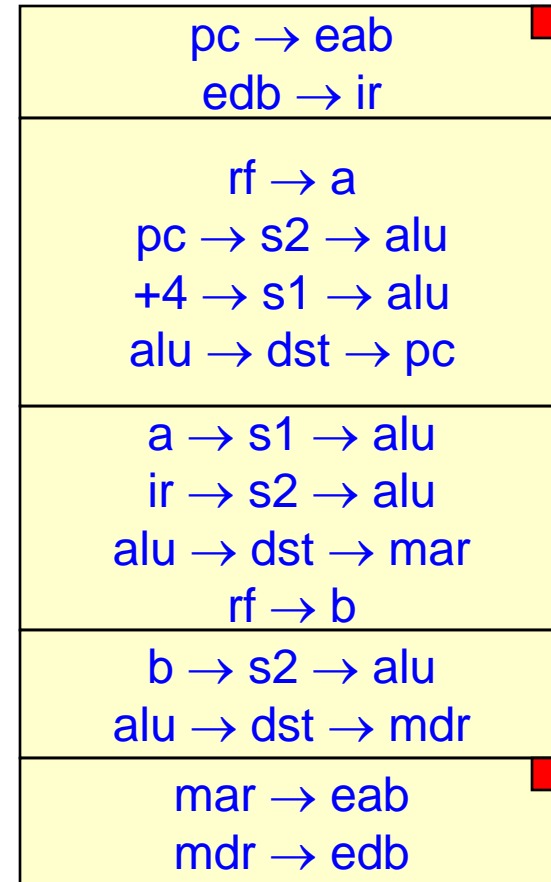 pc → eab
edb → ir
rf → a
pc → s2 → alu
+4 → s1 → alu
alu → dst → pc
a → s1 → alu
ir → s2 → alu
alu → dst → mar
rf → b
b → s2 → alu
alu → dst → mdr
mar → eab
mdr → edb